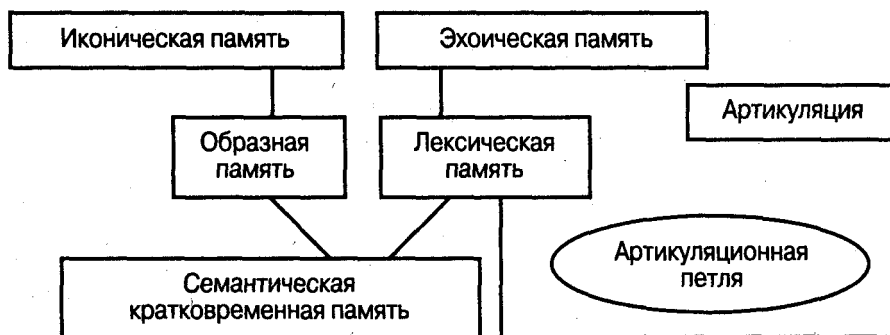 Иконическая память
Эхоическая память
Артикуляция
Образная
память
Лексическая
память
Артикуляционная
петля
Семантическая
кратковременная память